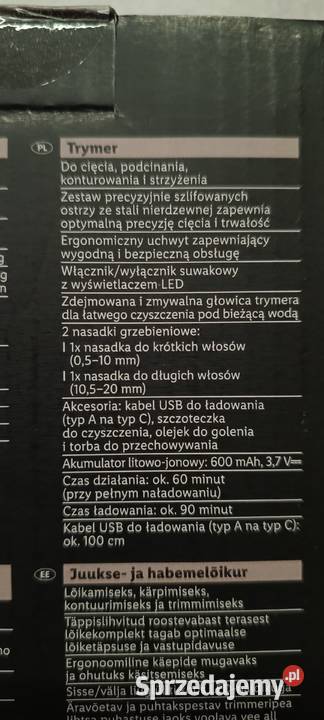 PL Trymer
Do cięcia, podcinania,
konturowania i strzyżenia
Zestaw precyzyjnie szlifowanych
ostrzy ze stali nierdzewnej zapewnia
optymalną precyzję cięcia i trwałość
Ergonomiczny uchwyt zapewniający
wygodną i bezpieczną obsługę
Włącznik/wyłącznik suwakowy
z wyświetlaczem LED
Zdejmowana i zmywalna głowica trymera
dla łatwego czyszczenia pod bieżącą wodą
2 nasadki grzebieniowe:
I 1x nasadka do krótkich włosów
(0,5–10 mm)
I 1x nasadka do długich włosów
(10,5–20 mm)
Akcesoria: kabel USB do ładowania
(typ A na typ C), szczoteczka
do czyszczenia, olejek do golenia
i torba do przechowywania
Akumulator litowo-jonowy: 600 mAh, 3,7 V⎓
Czas działania: ok. 60 minut
(przy pełnym naładowaniu)
Czas ładowania: ok. 90 minut
Kabel USB do ładowania (typ A na typ C):
ok. 100 cm
EE Juukse- ja habemelõikur
Lõikamiseks, kärpimiseks,
kontuurimiseks ja trimmimiseks
Täppislihvitud roostevabast terasest
lõikekomplekt tagab optimaalse
lõiketäpsuse ja vastupidavuse
Ergonoomiline käepide mugavaks
ja ohutuks käsitsemiseks
Sisse/välja
Äravõetav ja puhtakspestav trimmeripea
Sprzedajemy.pl